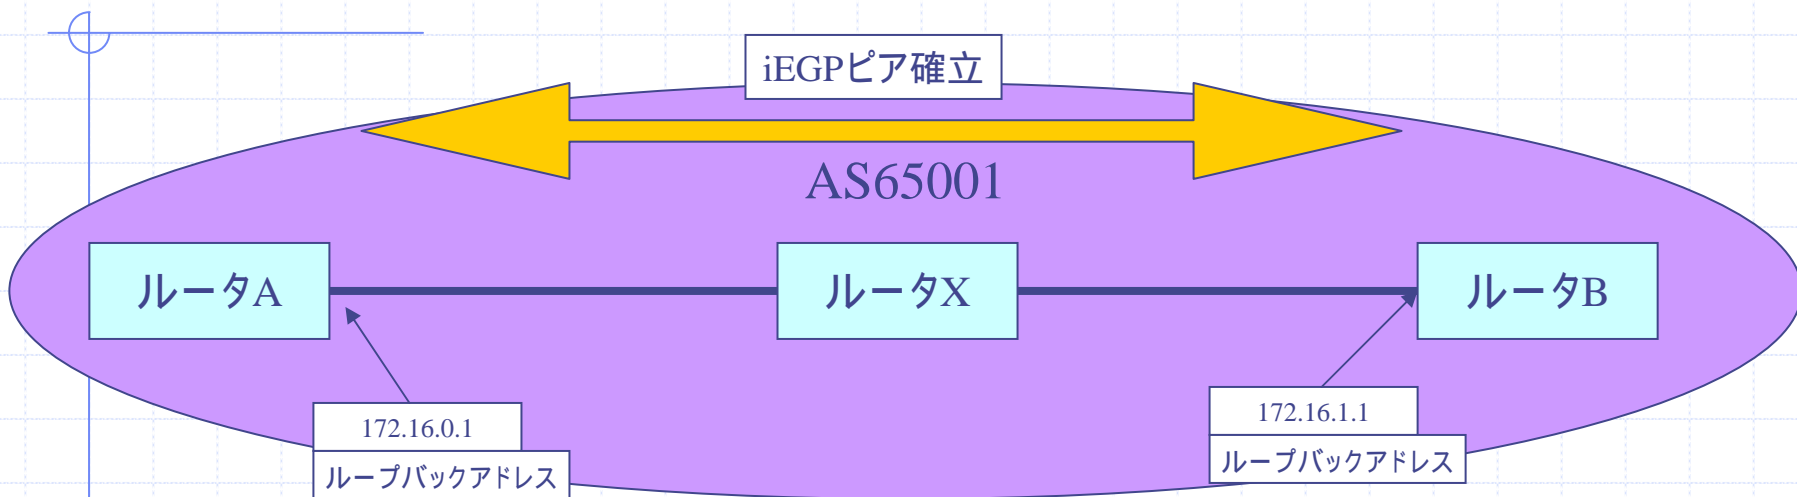 iEGPピア確立
AS65001
ルータA
ルータX
ルータB
172.16.0.1
ループバックアドレス
172.16.1.1
ループバックアドレス